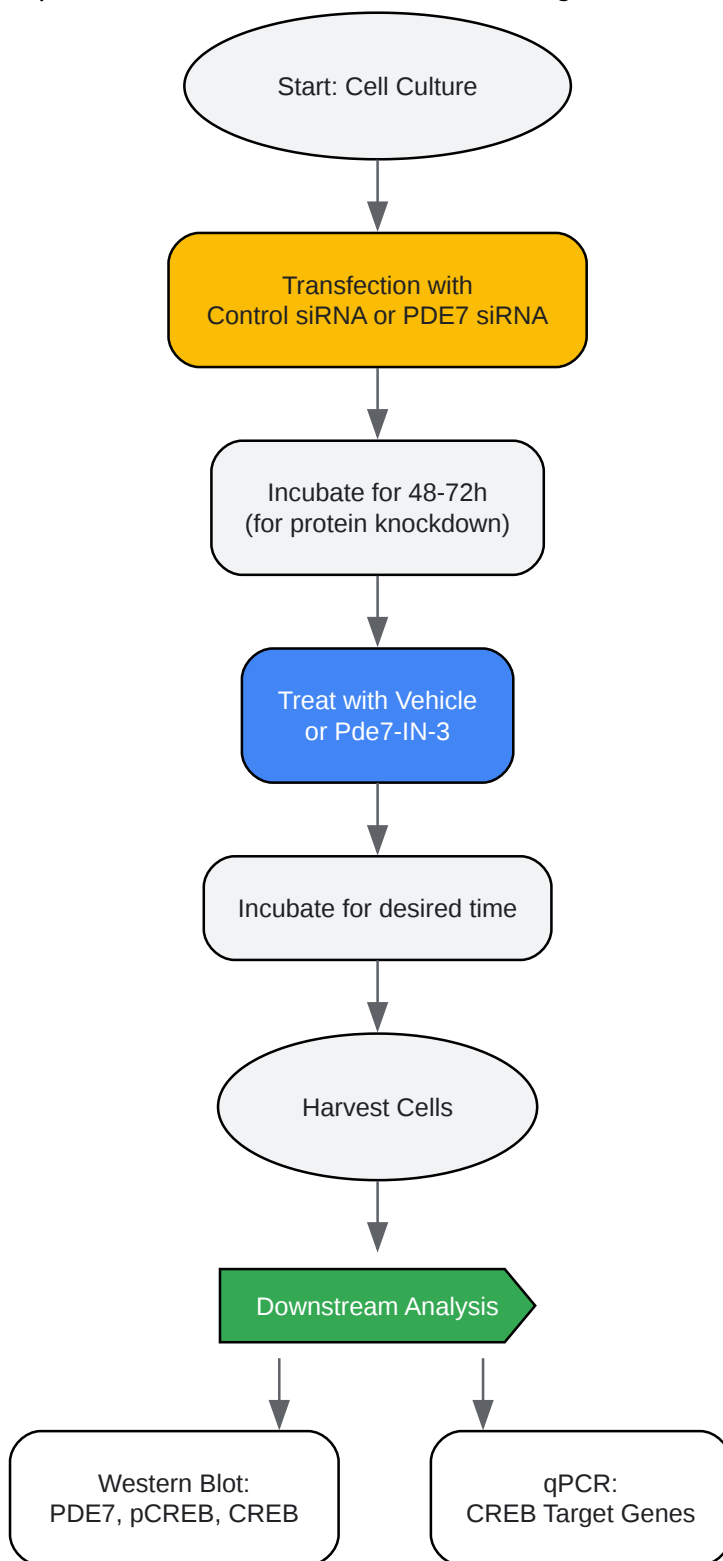 Start: Cell Culture
Transfection with
Control siRNA or PDE7 siRNA
Incubate for 48-72h
(for protein knockdown)
Treat with Vehicle
or Pde7-IN-3
Incubate for desired time
Harvest Cells
Downstream Analysis
Western Blot:
PDE7, pCREB, CREB
qPCR:
CREB Target Genes